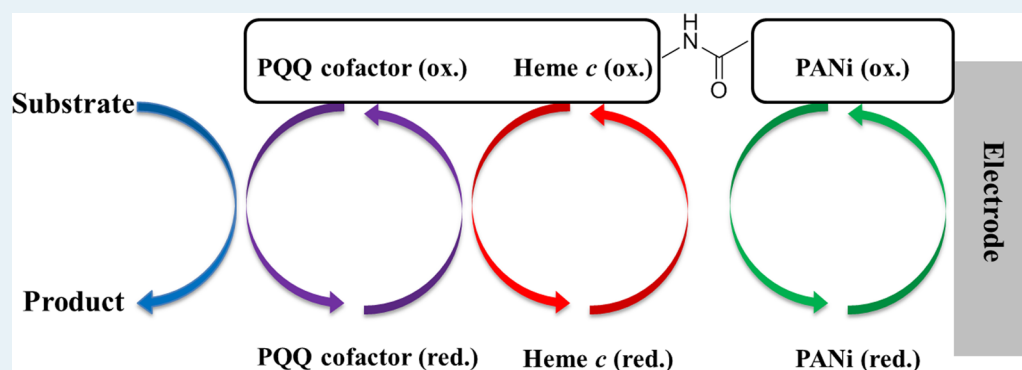 H
N
O
PQQ cofactor (ox.)
Heme c (ox.)
PANi (ox.)
Substrate
Electrode
Product
PQQ cofactor (red.)
Heme c (red.)
PANi (red.)